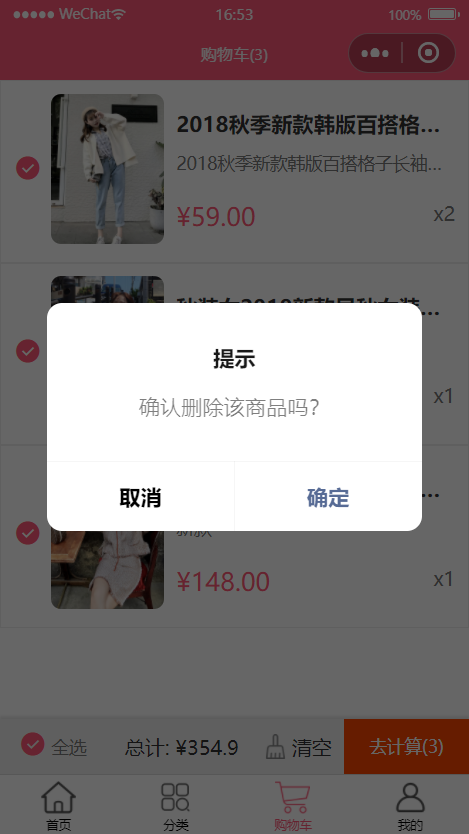 WeChat
16:53
100%
购物车(3)
2018秋季新款韩版百搭格...
2018秋季新款韩版百搭格子长袖...
¥59.00
x2
x1
提示
确认删除该商品吗?
取消
确定
¥148.00
x1
全选
总计: ¥354.9
清空
去计算(3)
首页
分类
购物车
我的